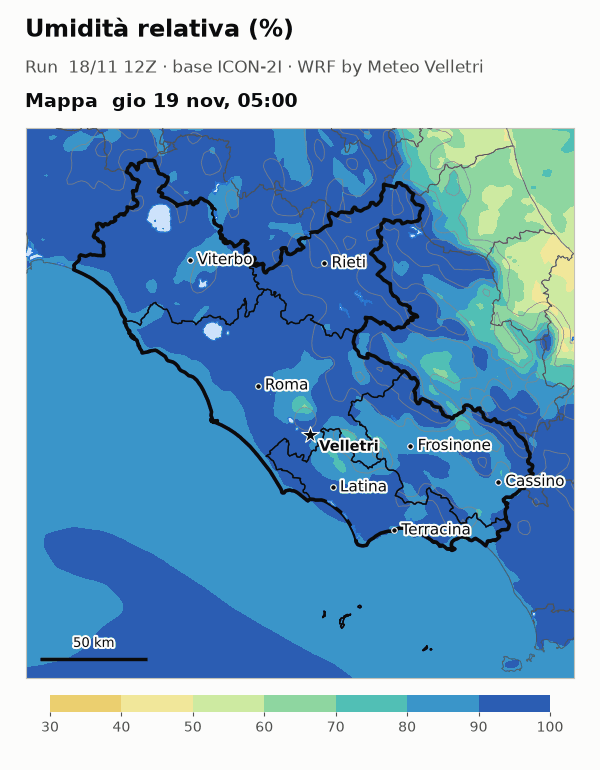 Umidità relativa (%)
Run 18/11 12Z · base ICON-2I · WRF by Meteo Velletri
Mappa gio 19 nov, 05:00
Viterbo
Rieti
Roma
Velletri
Frosinone
Latina
Cassino
Terracina
50 km
30 40 50 60 70 80 90 100